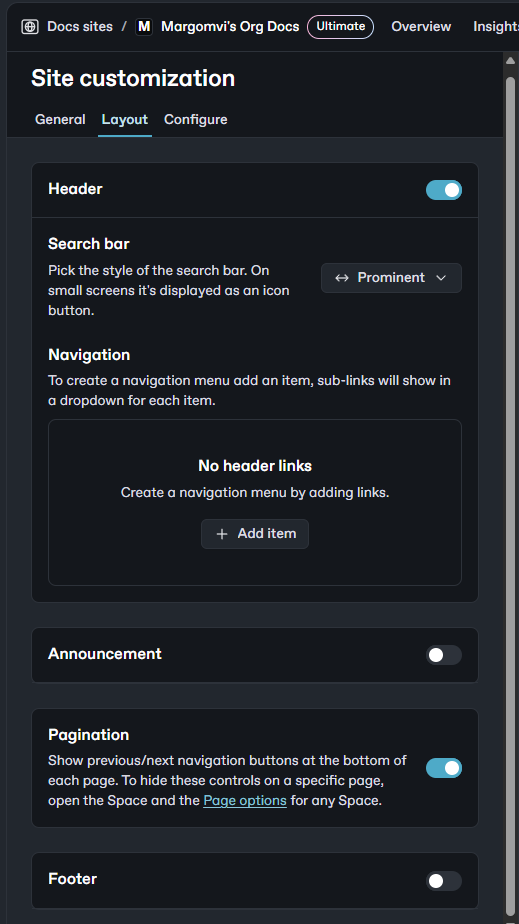 Docs sites / M Margomvi's Org Docs Ultimate Overview Insights
Site customization
General Layout Configure
Header
Search bar
Pick the style of the search bar. On
small screens it's displayed as an icon
button.
Prominent
Navigation
To create a navigation menu add an item, sub-links will show in
a dropdown for each item.
No header links
Create a navigation menu by adding links.
Add item
Announcement
Pagination
Show previous/next navigation buttons at the bottom of
each page. To hide these controls on a specific page,
open the Space and the Page options for any Space.
Footer